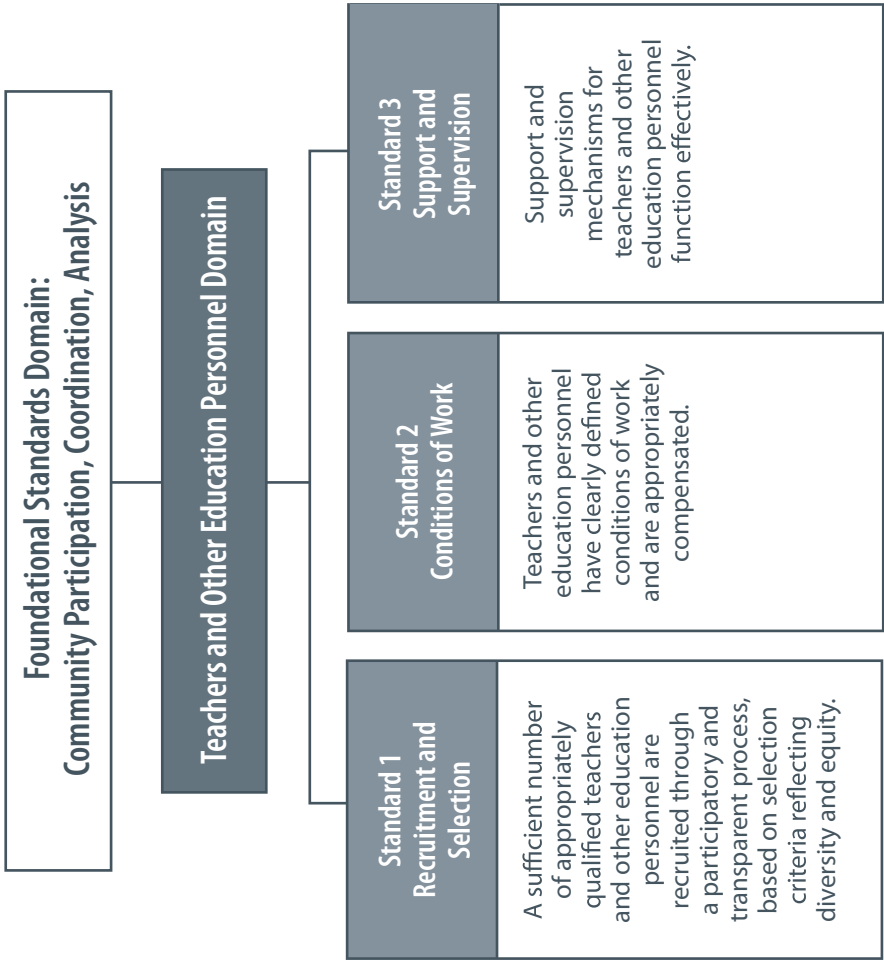 Foundational Standards Domain:
Community Participation, Coordination, Analysis
Teachers and Other Education Personnel Domain
Standard 1
Recruitment and
Selection
A sufficient number
of appropriately
qualified teachers
and other education
personnel are
recruited through
a participatory and
transparent process,
based on selection
criteria reflecting
diversity and equity.
Standard 2
Conditions of Work
Teachers and other
education personnel
have clearly defined
conditions of work
and are appropriately
compensated.
Standard 3
Support and
Supervision
Support and
supervision
mechanisms for
teachers and other
education personnel
function effectively.